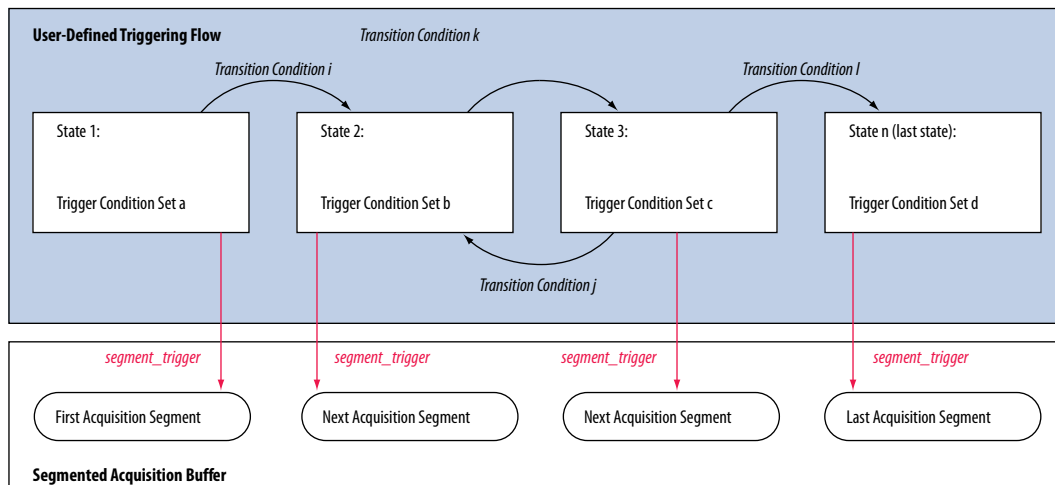 User-Defined Triggering Flow
Transition Condition k
Transition Condition i
Transition Condition l
State 1:
State 2:
State 3:
State n (last state):
Trigger Condition Set a
Trigger Condition Set b
Trigger Condition Set c
Trigger Condition Set d
Transition Condition j
segment_trigger
segment_trigger
segment_trigger
segment_trigger
First Acquisition Segment
Next Acquisition Segment
Next Acquisition Segment
Last Acquisition Segment
Segmented Acquisition Buffer